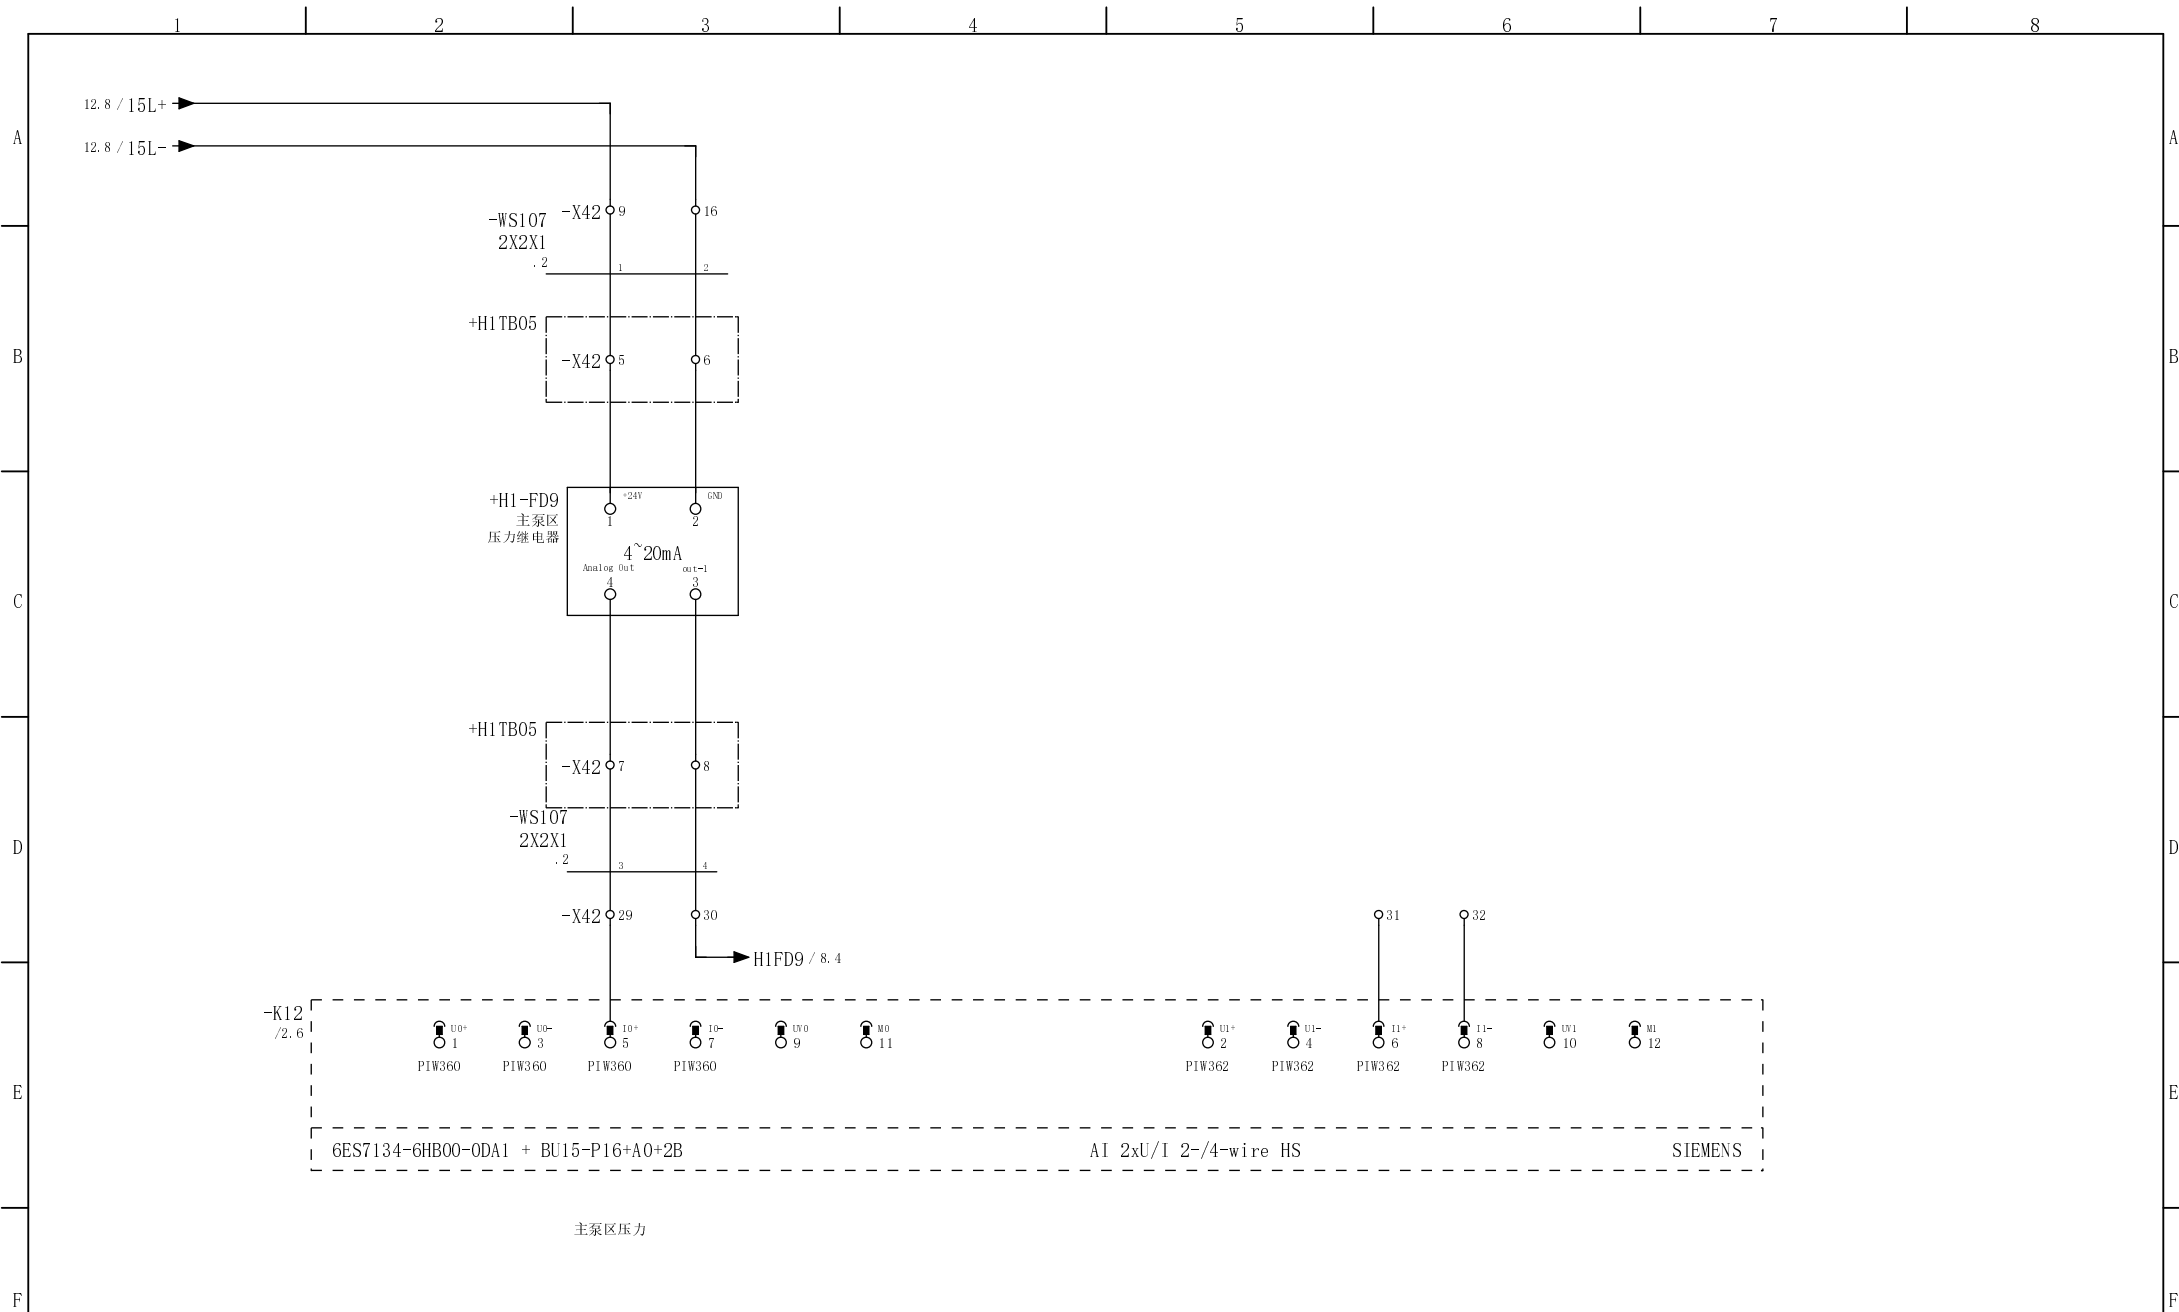 1 2 3 4 5 6 7 8
12.8 / 15L+
A A
12.8 / 15L-
-X42 9 16
-WS107
2X2X1
.2 1 2
+H1TB05
B B
-X42 5 6
+H1-FD9 +24V GND
主泵区 1 2
压力继电器
4~20mA
Analog Out out-1
4 3
C C
+H1TB05
-X42 7 8
-WS107
2X2X1
D D
.2 3 4
-X42 29 30 31 32
H1FD9 / 8.4
-K12
/2.6
U0+ U0- I0+ I0- UV0 M0 U1+ U1- I1+ I1- UV1 M1
1 3 5 7 9 11 2 4 6 8 10 12
PIW360 PIW360 PIW360 PIW360 PIW362 PIW362 PIW362 PIW362
E E
6ES7134-6HB00-0DA1 + BU15-P16+A0+2B AI 2xU/I 2-/4-wire HS SIEMENS
主泵区压力
F F